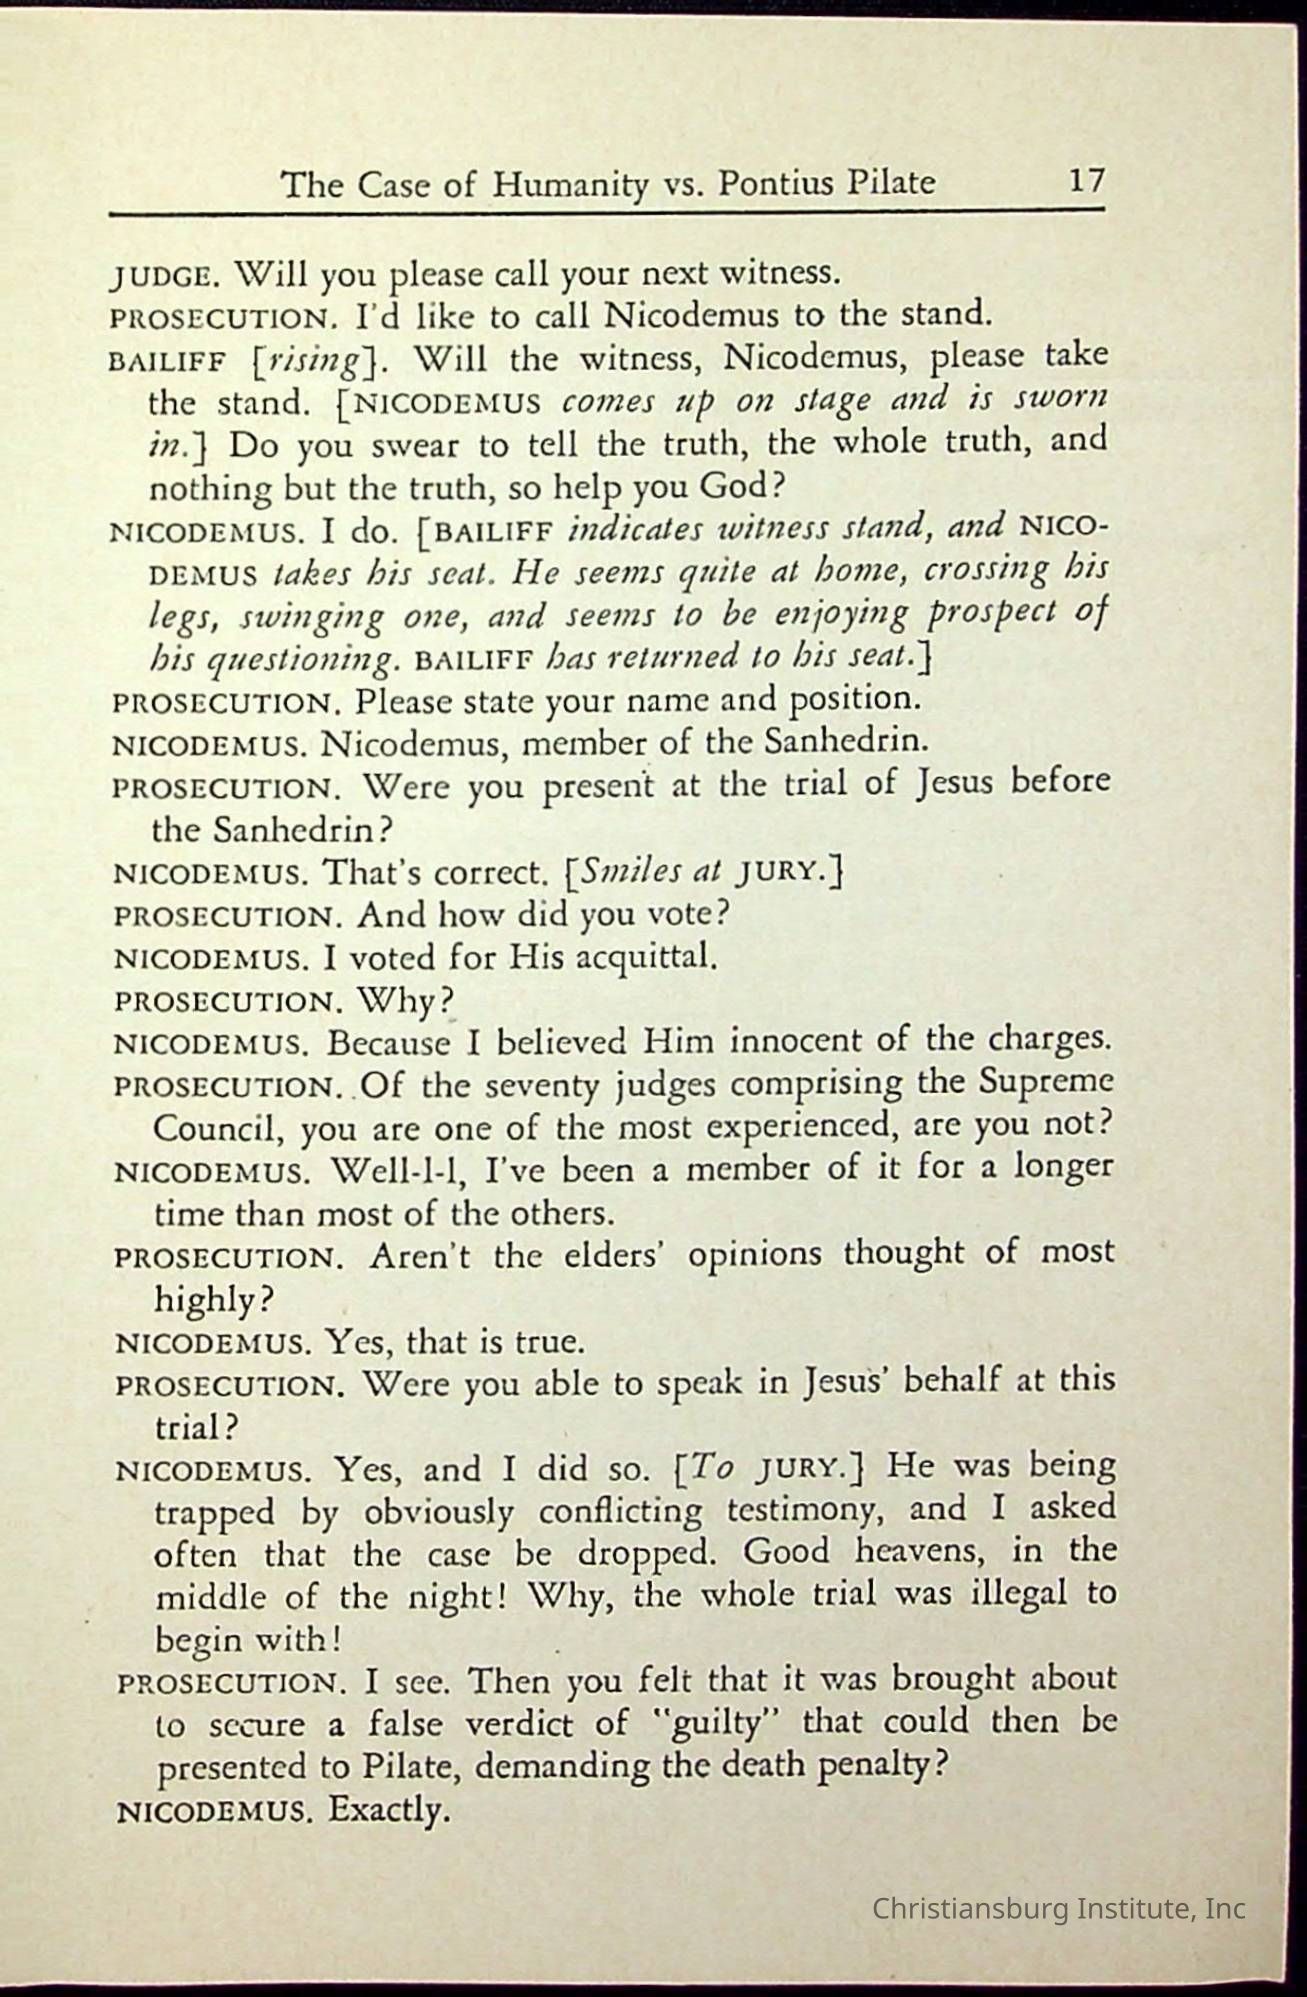 The Case of Humanity vs. Pontius Pilate 17
JUDGE. Will you please call your next witness.
PROSECUTION. I'd like to call Nicodemus to the stand.
BAILIFF [rising]. Will the witness, Nicodemus, please take
the stand. [NICODEMUS comes up on stage and is sworn
in.] Do you swear to tell the truth, the whole truth, and
nothing but the truth, so help you God?
NICODEMUS. I do. [BAILIFF indicates witness stand, and NICO-
DEMUS takes his seat. He seems quite at home, crossing his
legs, swinging one, and seems to be enjoying prospect of
his questioning. BAILIFF has returned to his seat.]
PROSECUTION. Please state your name and position.
NICODEMUS. Nicodemus, member of the Sanhedrin.
PROSECUTION. Were you present at the trial of Jesus before
the Sanhedrin?
NICODEMUS. That's correct. [Smiles at JURY.]
PROSECUTION. And how did you vote?
NICODEMUS. I voted for His acquittal.
PROSECUTION. Why?
NICODEMUS. Because I believed Him innocent of the charges.
PROSECUTION. Of the seventy judges comprising the Supreme
Council, you are one of the most experienced, are you not?
NICODEMUS. Well-l-l, I've been a member of it for a longer
time than most of the others.
PROSECUTION. Aren't the elders' opinions thought of most
highly?
NICODEMUS. Yes, that is true.
PROSECUTION. Were you able to speak in Jesus' behalf at this
trial?
NICODEMUS. Yes, and I did so. [To JURY.] He was being
trapped by obviously conflicting testimony, and I asked
often that the case be dropped. Good heavens, in the
middle of the night! Why, the whole trial was illegal to
begin with!
PROSECUTION. I see. Then you felt that it was brought about
to secure a false verdict of "guilty" that could then be
presented to Pilate, demanding the death penalty?
NICODEMUS. Exactly.
Christiansburg Institute, Inc